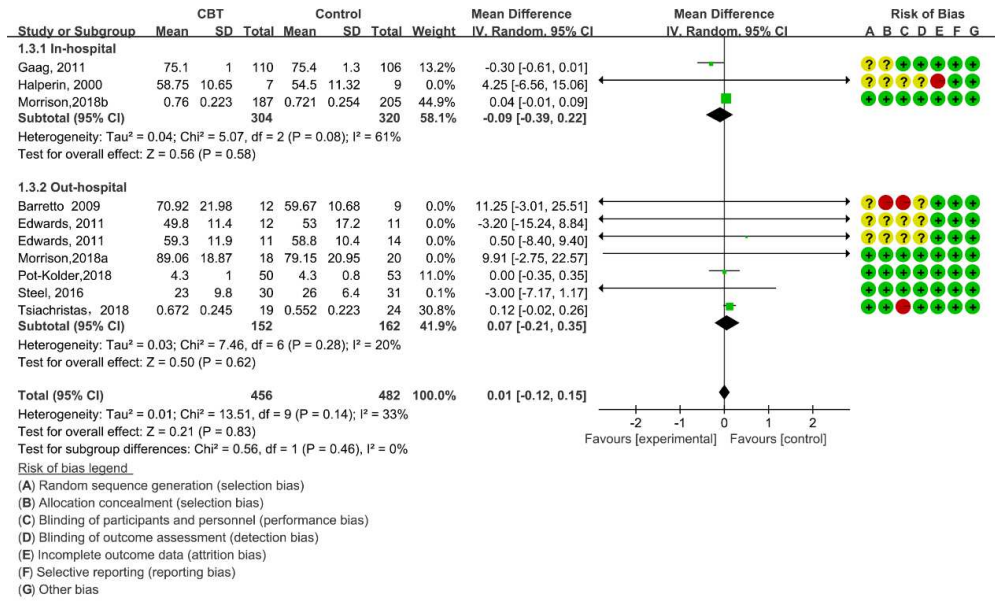 CBT Control Mean Difference Mean Difference Risk of Bias
Study or Subgroup Mean SD Total Mean SD Total Weight IV. Random. 95% CI IV. Random. 95% CI A B C D E F G
1.3.1 In-hospital
Gaag, 2011 75.1 1 110 75.4 1.3 106 13.2% -0.30 [-0.61, 0.01] ? ? + + + + +
Halperin, 2000 58.75 10.65 7 54.5 11.32 9 0.0% 4.25 [-6.56, 15.06] ? ? ? ? − + +
Morrison,2018b 0.76 0.223 187 0.721 0.254 205 44.9% 0.04 [-0.01, 0.09] + + + + + + +
Subtotal (95% CI) 304 320 58.1% -0.09 [-0.39, 0.22]
Heterogeneity: Tau² = 0.04; Chi² = 5.07, df = 2 (P = 0.08); I² = 61%
Test for overall effect: Z = 0.56 (P = 0.58)
1.3.2 Out-hospital
Barretto 2009 70.92 21.98 12 59.67 10.68 9 0.0% 11.25 [-3.01, 25.51] ? − − ? + + +
Edwards, 2011 49.8 11.4 12 53 17.2 11 0.0% -3.20 [-15.24, 8.84] ? ? ? ? + + +
Edwards, 2011 59.3 11.9 11 58.8 10.4 14 0.0% 0.50 [-8.40, 9.40] ? ? ? ? + + +
Morrison,2018a 89.06 18.87 18 79.15 20.95 20 0.0% 9.91 [-2.75, 22.57] + + + + + + +
Pot-Kolder,2018 4.3 1 50 4.3 0.8 53 11.0% 0.00 [-0.35, 0.35] + + + + + + +
Steel, 2016 23 9.8 30 26 6.4 31 0.1% -3.00 [-7.17, 1.17] + + + + + + +
Tsiachristas，2018 0.672 0.245 19 0.552 0.223 24 30.8% 0.12 [-0.02, 0.26] + + − + + + +
Subtotal (95% CI) 152 162 41.9% 0.07 [-0.21, 0.35]
Heterogeneity: Tau² = 0.03; Chi² = 7.46, df = 6 (P = 0.28); I² = 20%
Test for overall effect: Z = 0.50 (P = 0.62)
Total (95% CI) 456 482 100.0% 0.01 [-0.12, 0.15]
Heterogeneity: Tau² = 0.01; Chi² = 13.51, df = 9 (P = 0.14); I² = 33%
Test for overall effect: Z = 0.21 (P = 0.83)
Test for subgroup differences: Chi² = 0.56, df = 1 (P = 0.46), I² = 0%
-2 -1 0 1 2
Favours [experimental] Favours [control]
Risk of bias legend
(A) Random sequence generation (selection bias)
(B) Allocation concealment (selection bias)
(C) Blinding of participants and personnel (performance bias)
(D) Blinding of outcome assessment (detection bias)
(E) Incomplete outcome data (attrition bias)
(F) Selective reporting (reporting bias)
(G) Other bias